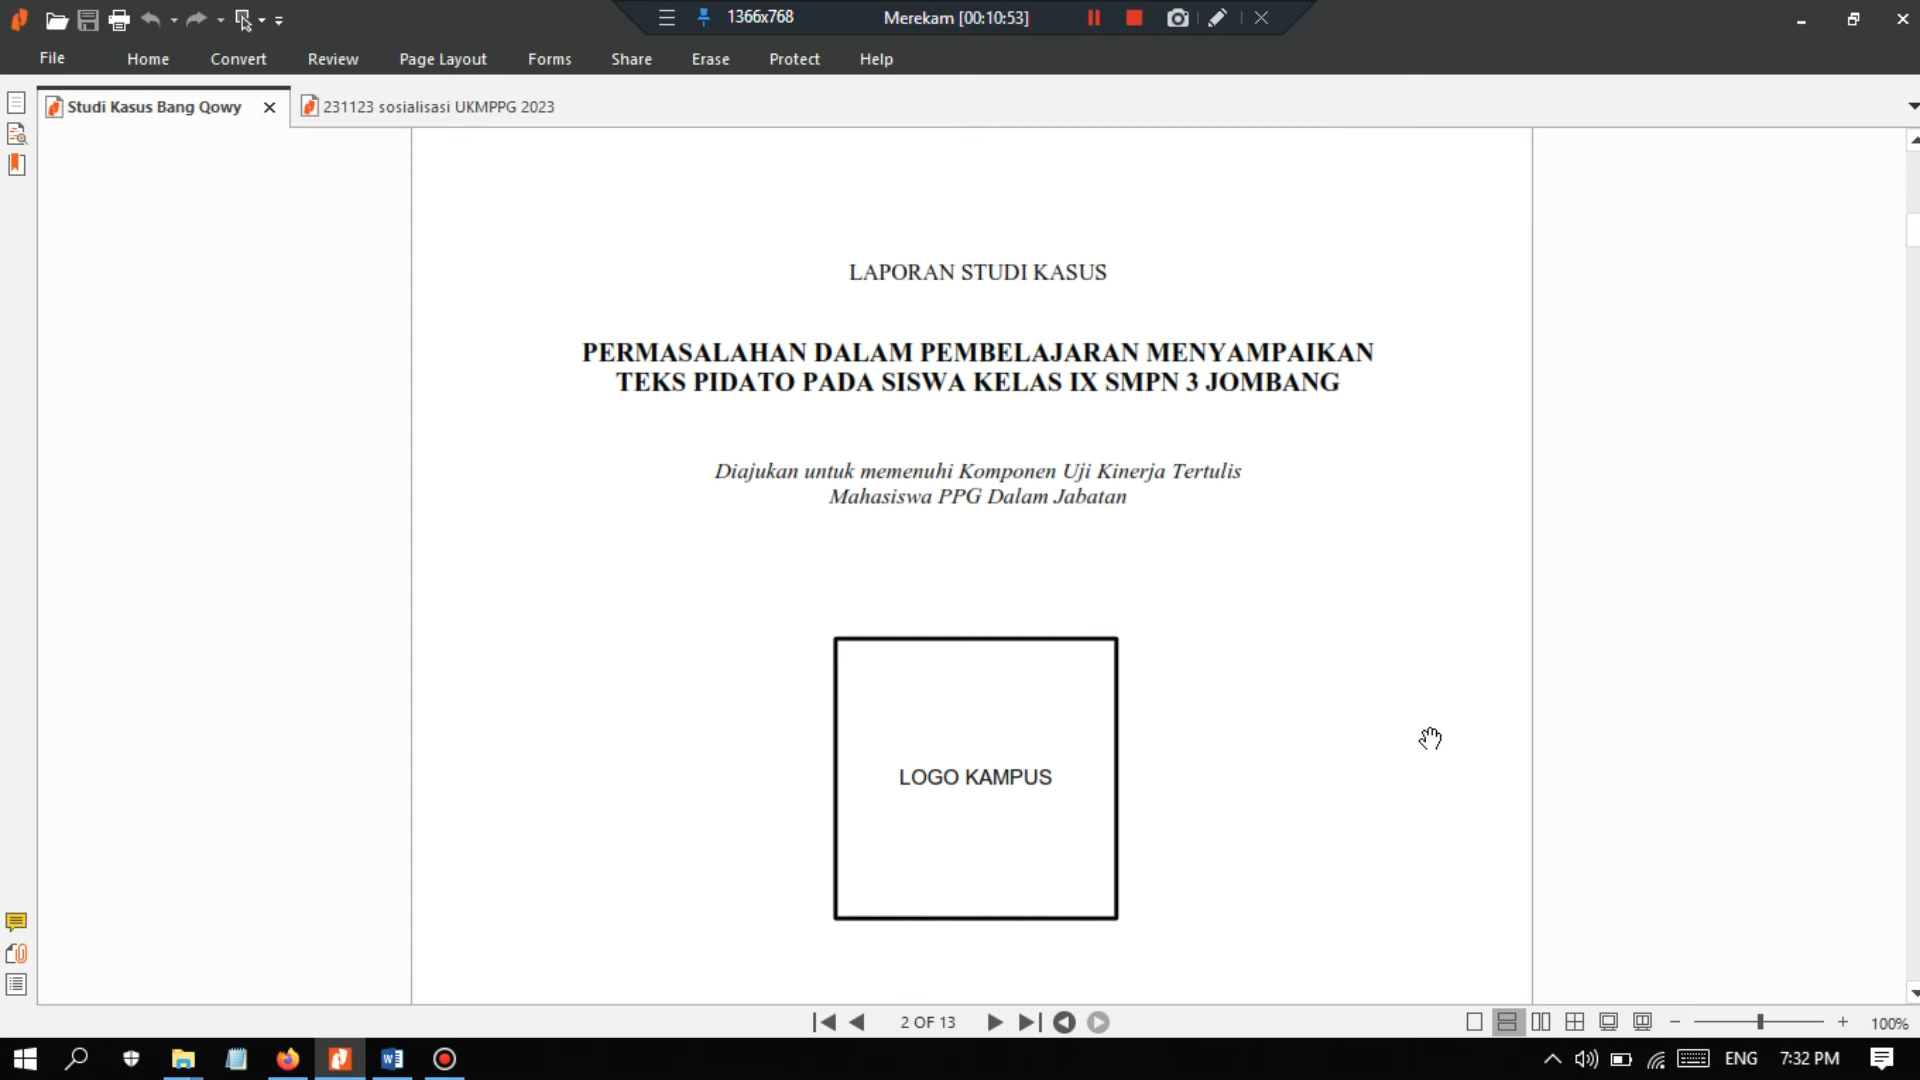 1366x768
Merekam [00:10:53]
File
Home
Convert
Review
Page Layout
Forms
Share
Erase
Protect
Help
Studi Kasus Bang Qowy
231123 sosialisasi UKMPPG 2023
LAPORAN STUDI KASUS
PERMASALAHAN DALAM PEMBELAJARAN MENYAMPAIKAN
TEKS PIDATO PADA SISWA KELAS IX SMPN 3 JOMBANG
Diajukan untuk memenuhi Komponen Uji Kinerja Tertulis
Mahasiswa PPG Dalam Jabatan
LOGO KAMPUS
2 OF 13
100%
ENG
7:32 PM